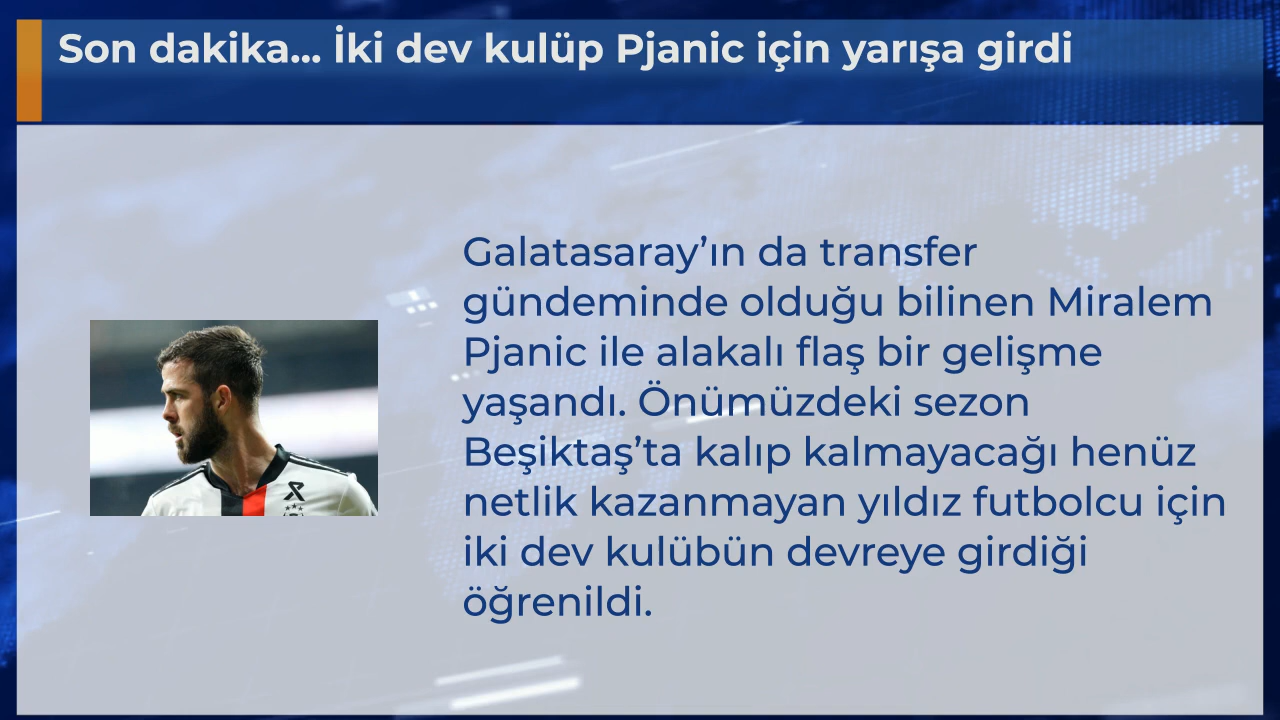 Son dakika... İki dev kulüp Pjanic için yarışa girdi
Galatasaray’ın da transfer
gündeminde olduğu bilinen Miralem
Pjanic ile alakalı flaş bir gelişme
yaşandı. Önümüzdeki sezon
Beşiktaş’ta kalıp kalmayacağı henüz
netlik kazanmayan yıldız futbolcu için
iki dev kulübün devreye girdiği
öğrenildi.